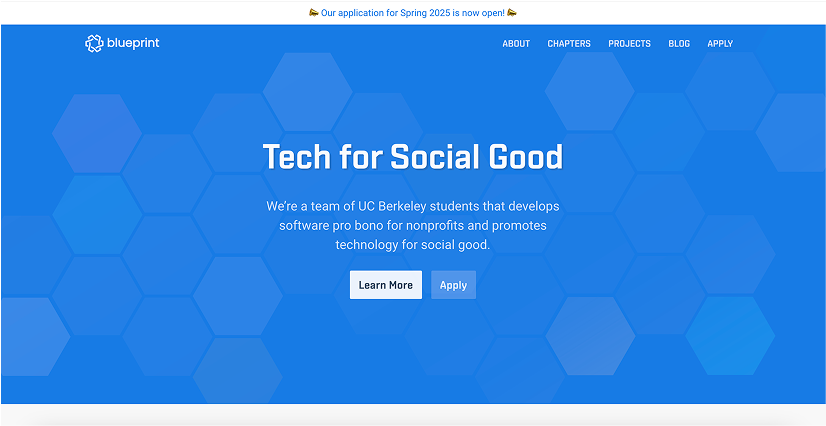 Our application for Spring 2025 is now open!
blueprint ABOUT CHAPTERS PROJECTS BLOG APPLY
Tech for Social Good
We're a team of UC Berkeley students that develops
software pro bono for nonprofits and promotes
technology for social good.
Learn More Apply